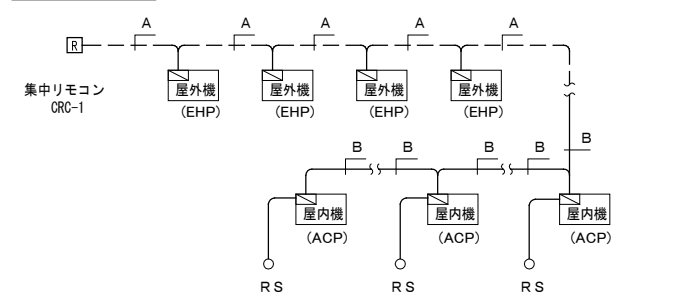 A A A A A
R
屋外機 屋外機 屋外機 屋外機
集中リモコン
CRC-1
(EHP) (EHP) (EHP) (EHP)
B
B B B B
屋内機 屋内機 屋内機
(ACP) (ACP) (ACP)
RS RS RS